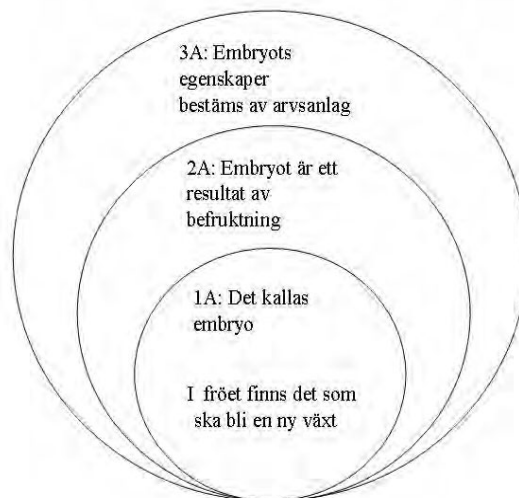 3A: Embryots
egenskaper
bestäms av arvsanlag
2A: Embryot är ett
resultat av
befruktning
1A: Det kallas
embryo
I fröet finns det som
ska bli en ny växt